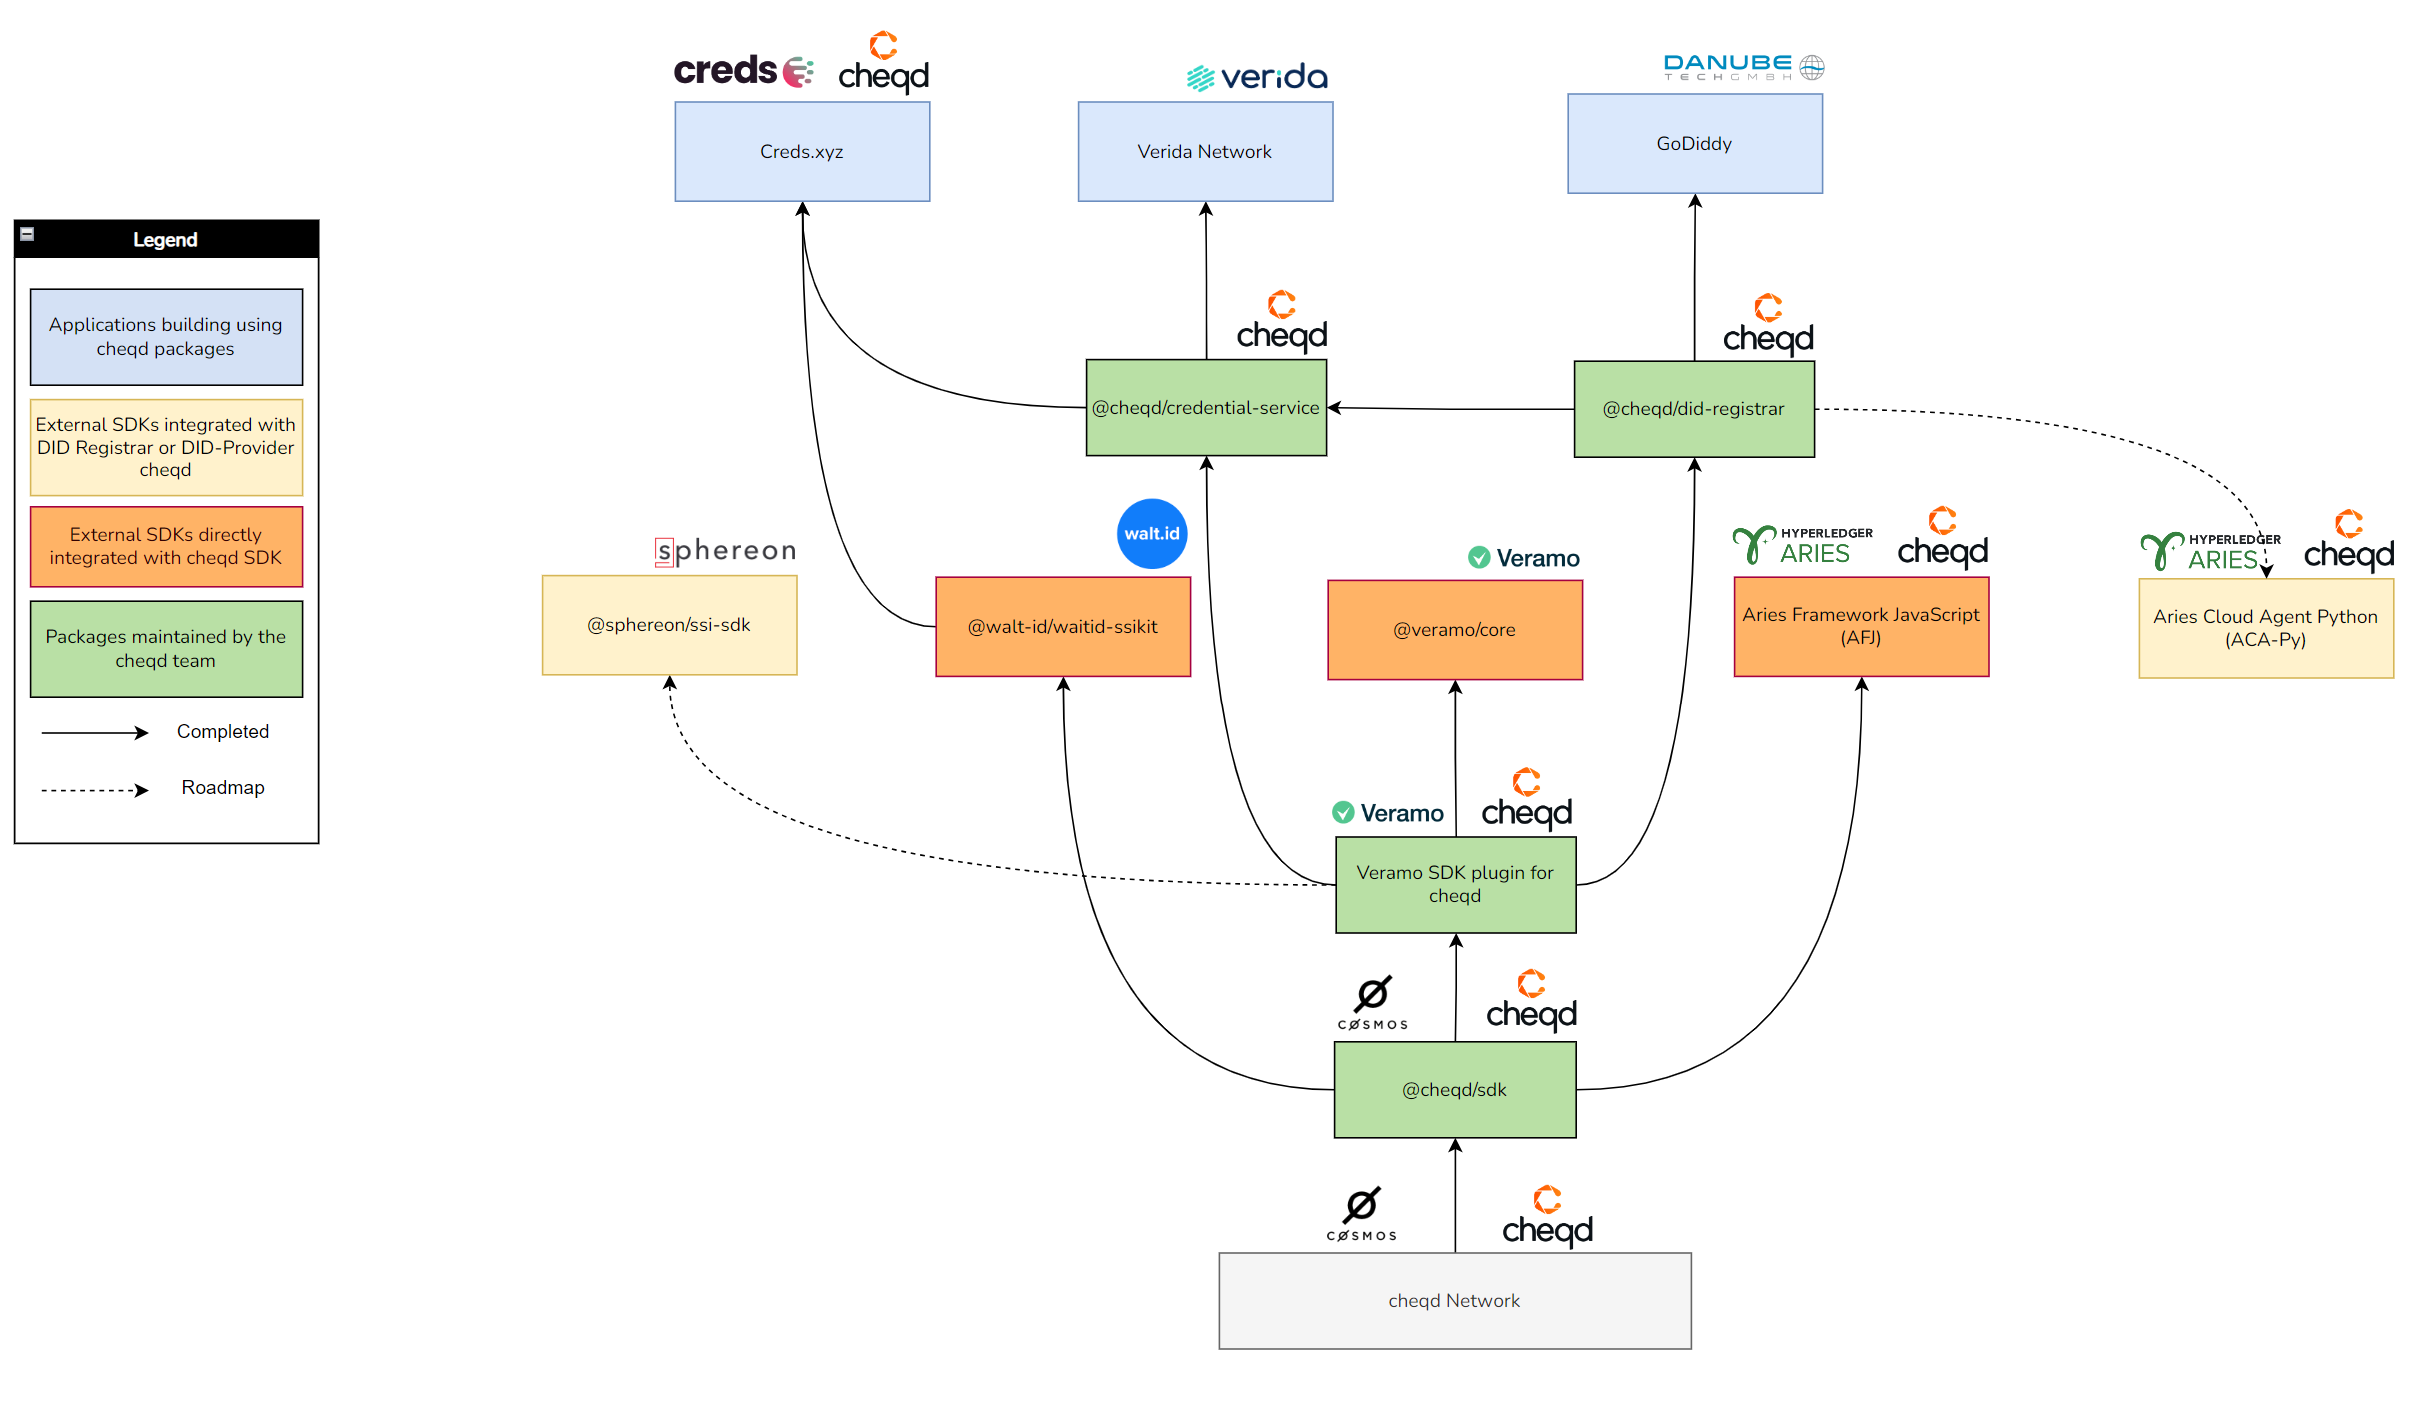 creds
cheqd
verida
DANUBE
TECH GMBH
Creds.xyz
Verida Network
GoDiddy
Legend
Applications building using
cheqd packages
External SDKs integrated with
DID Registrar or DID-Provider
cheqd
External SDKs directly
integrated with cheqd SDK
Packages maintained by the
cheqd team
Completed
Roadmap
cheqd
cheqd
@cheqd/credential-service
@cheqd/did-registrar
sphereon
walt.id
Veramo
HYPERLEDGER
ARIES
cheqd
HYPERLEDGER
ARIES
cheqd
@sphereon/ssi-sdk
@walt-id/waitid-ssikit
@veramo/core
Aries Framework JavaScript
(AFJ)
Aries Cloud Agent Python
(ACA-Py)
Veramo
cheqd
Veramo SDK plugin for
cheqd
CØSMOS
cheqd
@cheqd/sdk
CØSMOS
cheqd
cheqd Network